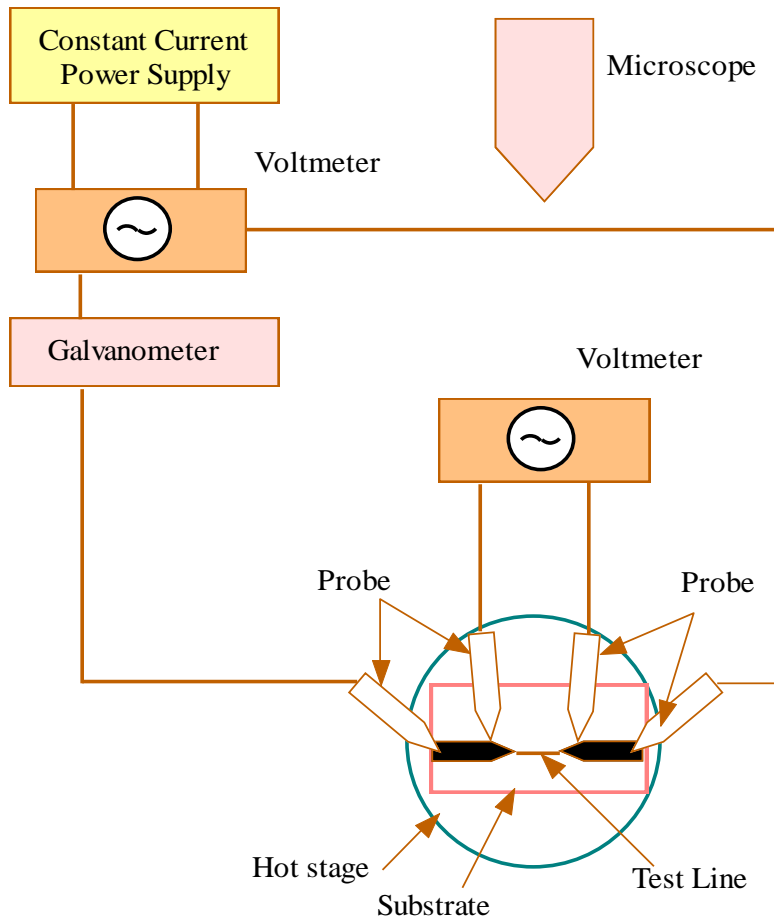 Constant Current
Power Supply
Microscope
Voltmeter
Galvanometer
Voltmeter
Probe
Probe
Hot stage
Test Line
Substrate